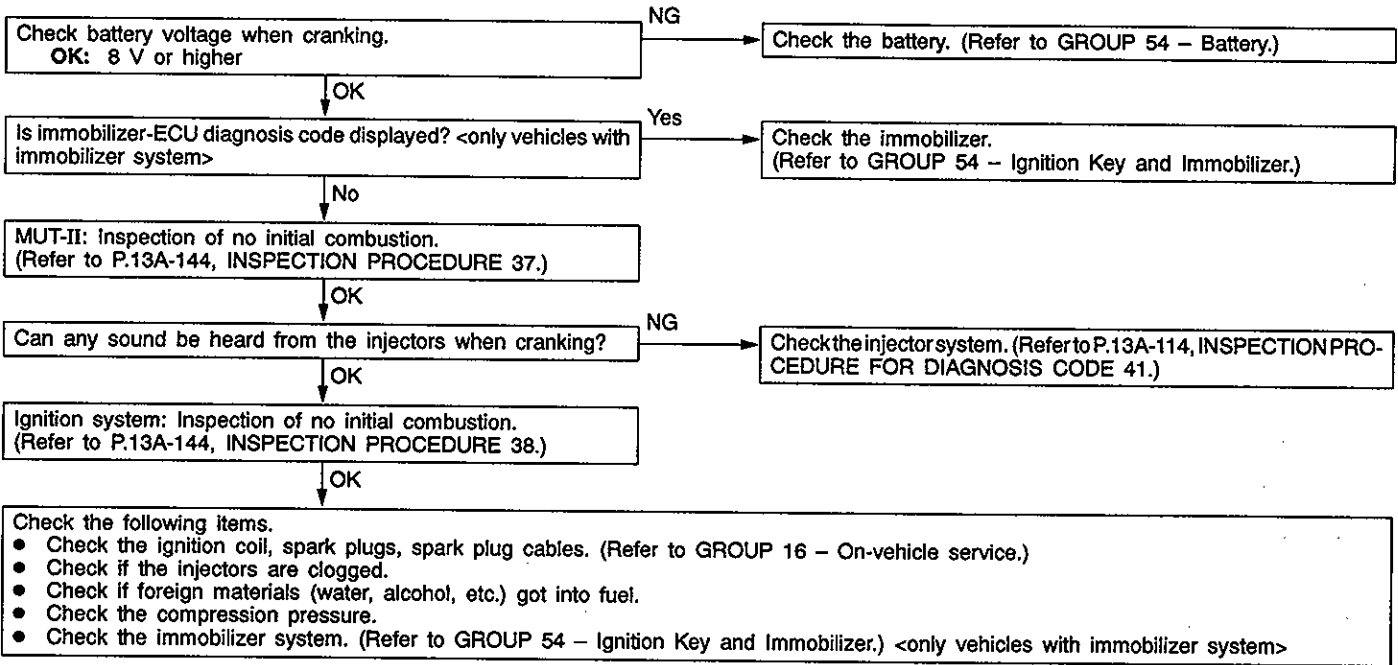 NG
Check battery voltage when cranking.
OK: 8 V or higher
Check the battery. (Refer to GROUP 54 – Battery.)
OK
Yes
Is immobilizer-ECU diagnosis code displayed? <only vehicles with
immobilizer system>
Check the immobilizer.
(Refer to GROUP 54 – Ignition Key and Immobilizer.)
No
MUT-II: Inspection of no initial combustion.
(Refer to P.13A-144, INSPECTION PROCEDURE 37.)
OK
NG
Can any sound be heard from the injectors when cranking?
Check the injector system. (Refer to P.13A-114, INSPECTION PRO-
CEDURE FOR DIAGNOSIS CODE 41.)
OK
Ignition system: Inspection of no initial combustion.
(Refer to P.13A-144, INSPECTION PROCEDURE 38.)
OK
Check the following items.
● Check the ignition coil, spark plugs, spark plug cables. (Refer to GROUP 16 – On-vehicle service.)
● Check if the injectors are clogged.
● Check if foreign materials (water, alcohol, etc.) got into fuel.
● Check the compression pressure.
● Check the immobilizer system. (Refer to GROUP 54 – Ignition Key and Immobilizer.) <only vehicles with immobilizer system>